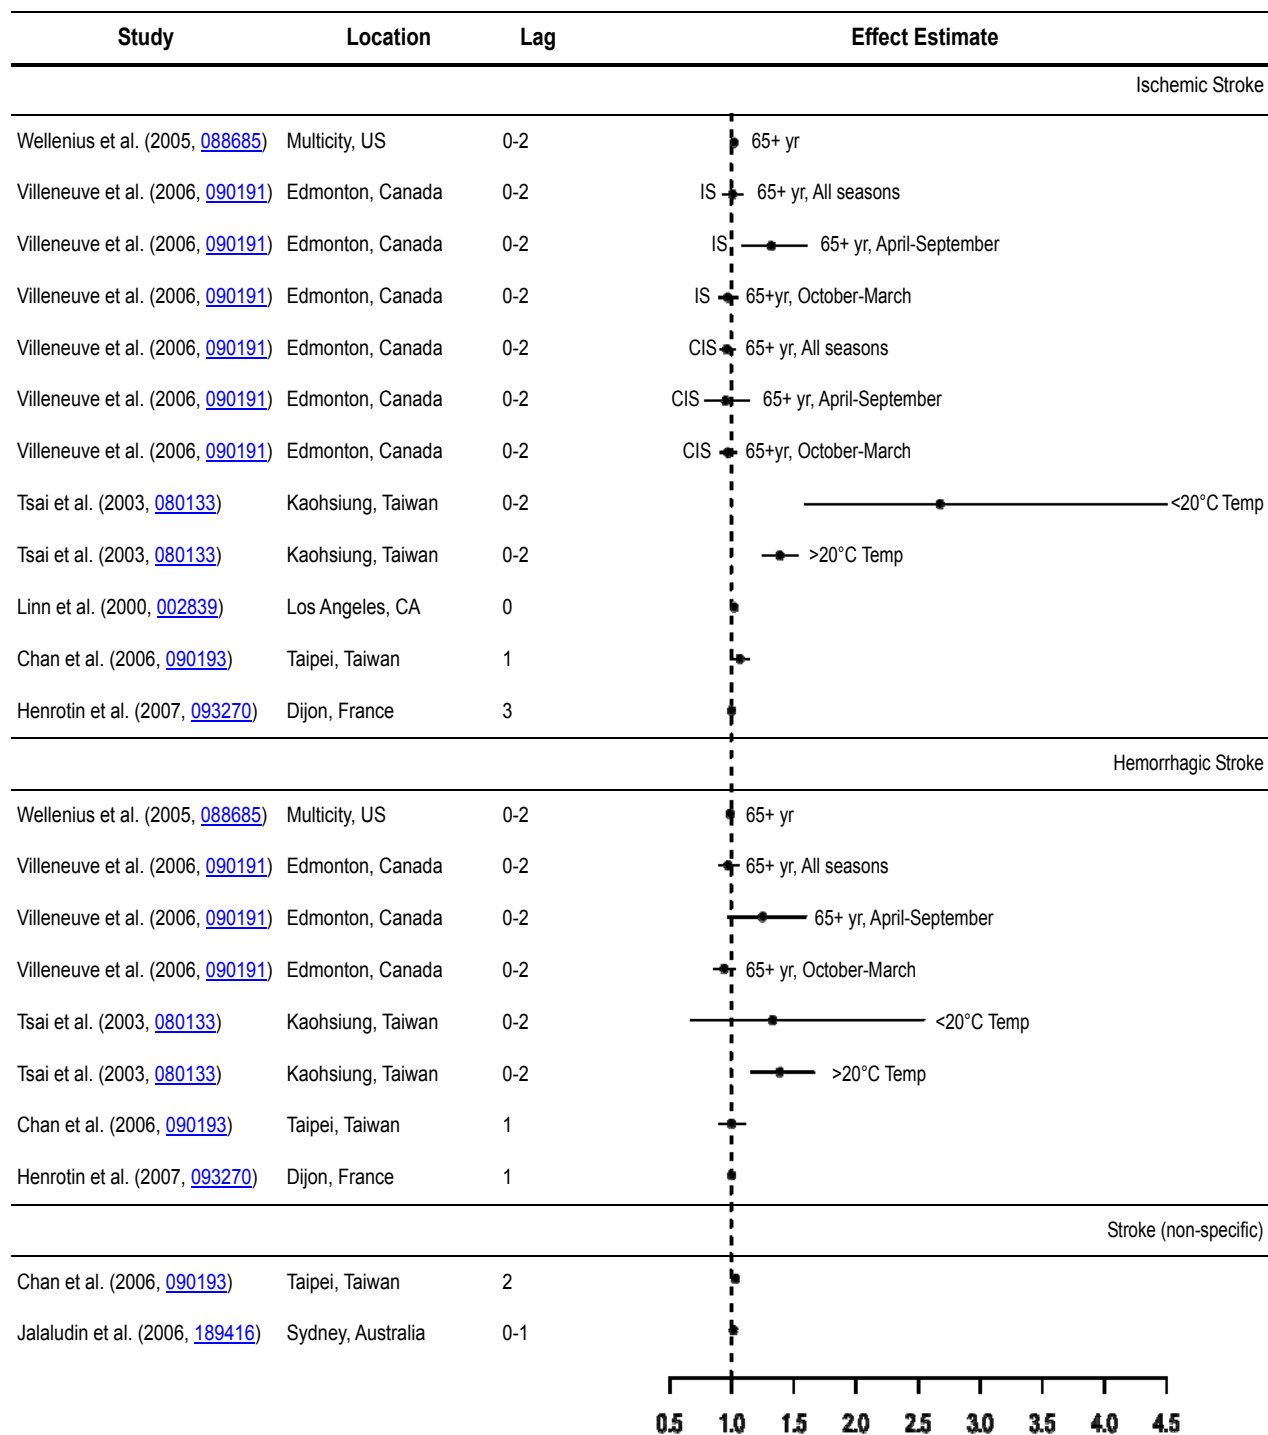 Study Location Lag Effect Estimate
Ischemic Stroke
Wellenius et al. (2005, 088685) Multicity, US 0-2 65+ yr
Villeneuve et al. (2006, 090191) Edmonton, Canada 0-2 IS 65+ yr, All seasons
Villeneuve et al. (2006, 090191) Edmonton, Canada 0-2 IS 65+ yr, April-September
Villeneuve et al. (2006, 090191) Edmonton, Canada 0-2 IS 65+yr, October-March
Villeneuve et al. (2006, 090191) Edmonton, Canada 0-2 CIS 65+ yr, All seasons
Villeneuve et al. (2006, 090191) Edmonton, Canada 0-2 CIS 65+ yr, April-September
Villeneuve et al. (2006, 090191) Edmonton, Canada 0-2 CIS 65+yr, October-March
Tsai et al. (2003, 080133) Kaohsiung, Taiwan 0-2 <20°C Temp
Tsai et al. (2003, 080133) Kaohsiung, Taiwan 0-2 >20°C Temp
Linn et al. (2000, 002839) Los Angeles, CA 0
Chan et al. (2006, 090193) Taipei, Taiwan 1
Henrotin et al. (2007, 093270) Dijon, France 3
Hemorrhagic Stroke
Wellenius et al. (2005, 088685) Multicity, US 0-2 65+ yr
Villeneuve et al. (2006, 090191) Edmonton, Canada 0-2 65+ yr, All seasons
Villeneuve et al. (2006, 090191) Edmonton, Canada 0-2 65+ yr, April-September
Villeneuve et al. (2006, 090191) Edmonton, Canada 0-2 65+ yr, October-March
Tsai et al. (2003, 080133) Kaohsiung, Taiwan 0-2 <20°C Temp
Tsai et al. (2003, 080133) Kaohsiung, Taiwan 0-2 >20°C Temp
Chan et al. (2006, 090193) Taipei, Taiwan 1
Henrotin et al. (2007, 093270) Dijon, France 1
Stroke (non-specific)
Chan et al. (2006, 090193) Taipei, Taiwan 2
Jalaludin et al. (2006, 189416) Sydney, Australia 0-1
0.5 1.0 1.5 2.0 2.5 3.0 3.5 4.0 4.5